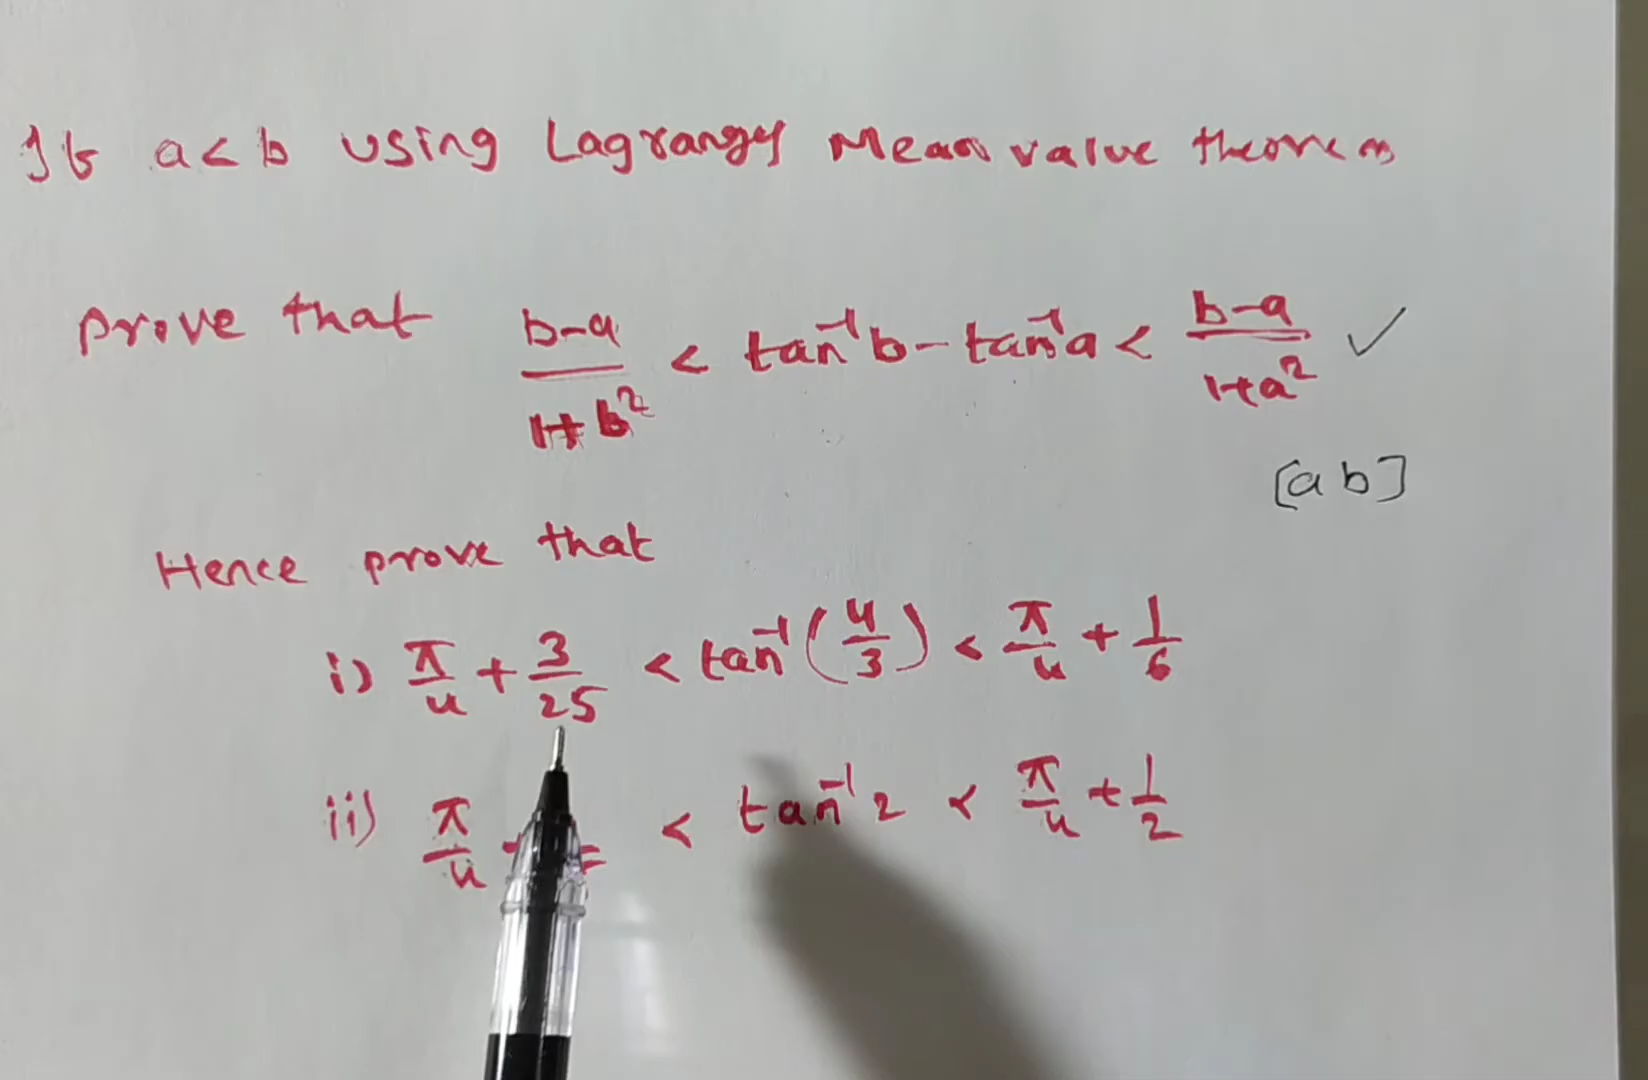 If a<b using Lagranges Mean value theorem
prove that (b-a)/(1+b²) < tan⁻¹b - tan⁻¹a < (b-a)/(1+a²) ✓
[a b]
Hence prove that
i) π/4 + 3/25 < tan⁻¹(4/3) < π/4 + 1/6
ii) π/4 < tan⁻¹2 < π/4 + 1/2